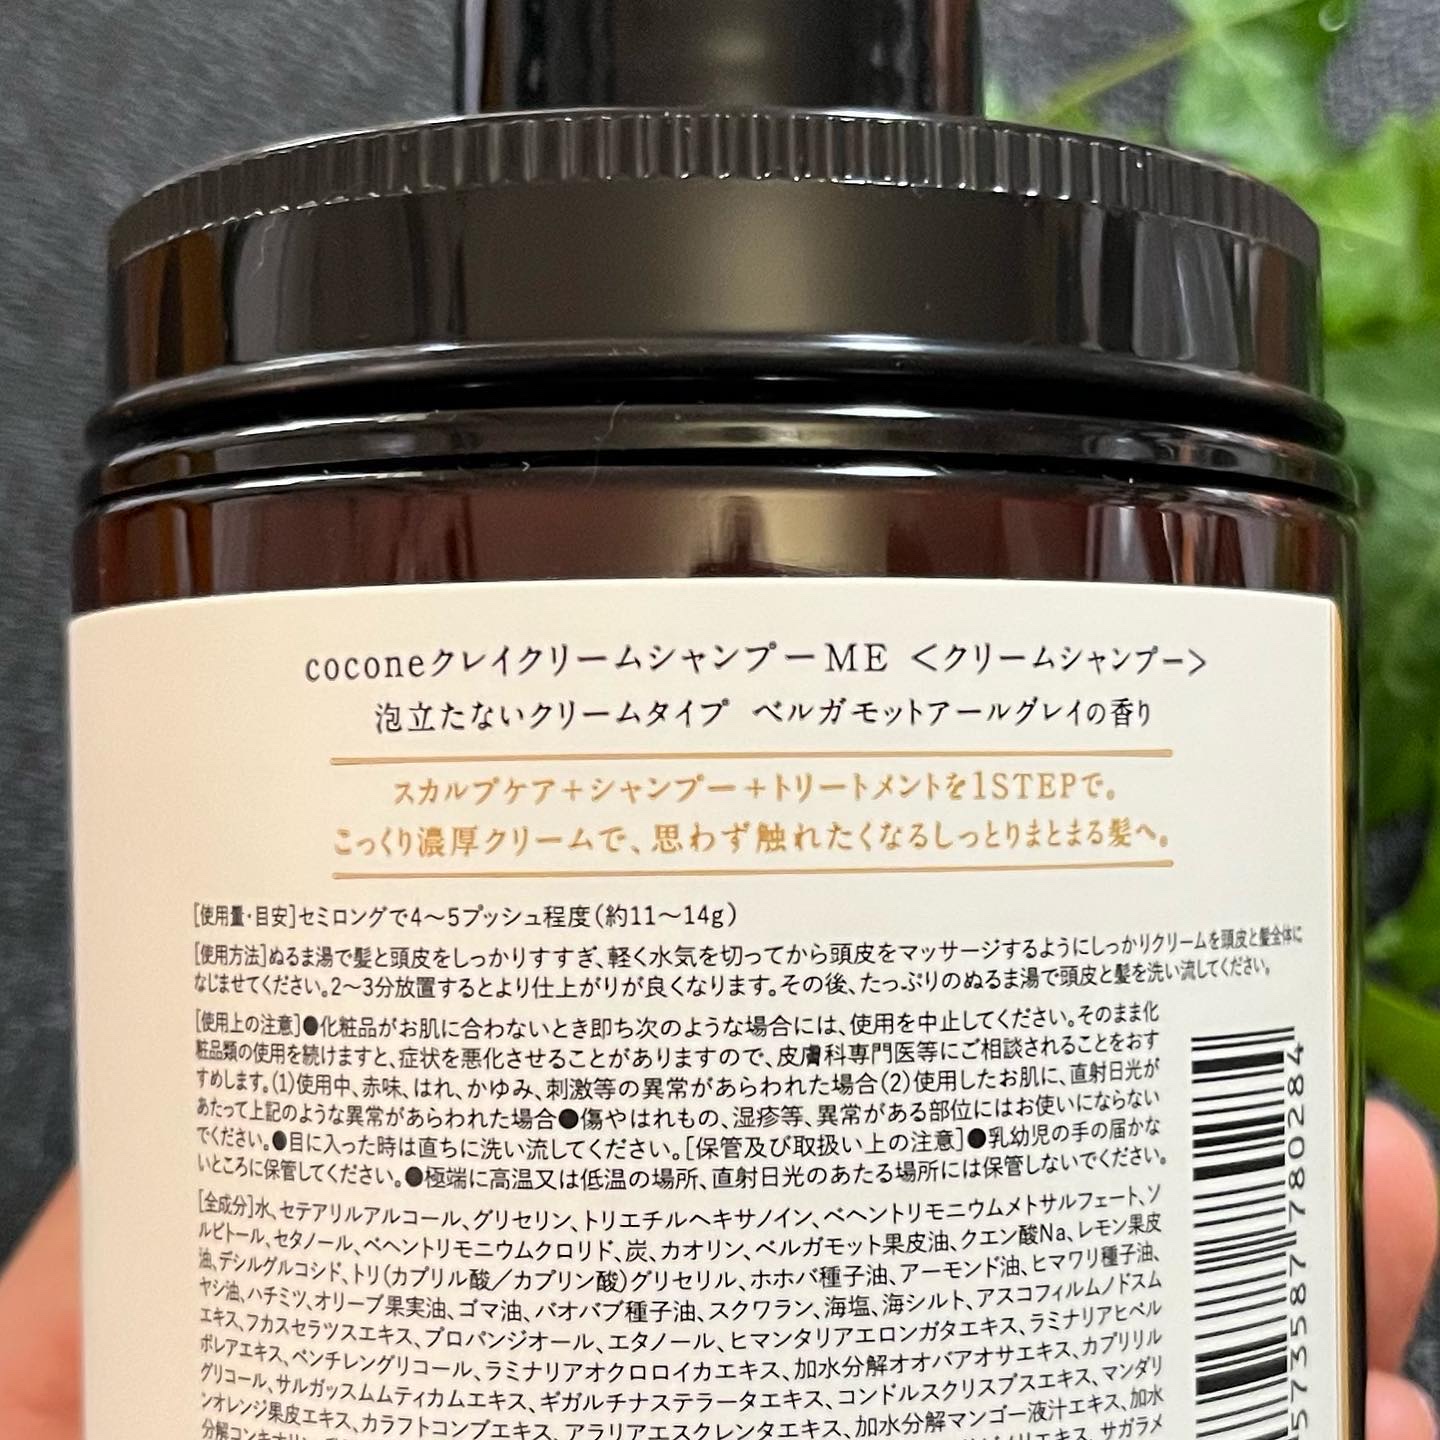 coconeクレイクリームシャンプーME <クリームシャンプー>
泡立たないクリームタイプ ベルガモットアールグレイの香り
スカルプケア+シャンプー+トリートメントを1STEPで。
こっくり濃厚クリームで、思わず触れたくなるしっとりまとまる髪へ。
[使用量・目安]セミロングで4〜5プッシュ程度(約11〜14g)
[使用方法]ぬるま湯で髪と頭皮をしっかりすすぎ、軽く水気を切ってから頭皮をマッサージするようにしっかりクリームを頭皮と髪全体に
なじませてください。2〜3分放置するとより仕上がりが良くなります。その後、たっぷりのぬるま湯で頭皮と髪を洗い流してください。
[使用上の注意]●化粧品がお肌に合わないとき即ち次のような場合には、使用を中止してください。そのまま化
粧品類の使用を続けますと、症状を悪化させることがありますので、皮膚科専門医等にご相談されることをおす
すめします。(1)使用中、赤味、はれ、かゆみ、刺激等の異常があらわれた場合(2)使用したお肌に、直射日光が
あたって上記のような異常があらわれた場合●傷やはれもの、湿疹等、異常がある部位にはお使いにならない
でください。●目に入った時は直ちに洗い流してください。[保管及び取扱い上の注意]●乳幼児の手の届かな
いところに保管してください。●極端に高温又は低温の場所、直射日光のあたる場所には保管しないでください。
[全成分]水、セテアリルアルコール、グリセリン、トリエチルヘキサノイン、ベヘントリモニウムメトサルフェート、ソ
ルビトール、セタノール、ベヘントリモニウムクロリド、炭、カオリン、ベルガモット果皮油、クエン酸Na、レモン果皮
油、デシルグルコシド、トリ(カプリル酸/カプリン酸)グリセリル、ホホバ種子油、アーモンド油、ヒマワリ種子油、
ヤシ油、ハチミツ、オリーブ果実油、ゴマ油、バオバブ種子油、スクワラン、海塩、海シルト、アスコフィルムノドスム
エキス、フカスセラツスエキス、プロパンジオール、エタノール、ヒマンタリアエロンガタエキス、ラミナリアヒペル
ボレアエキス、ペンチレングリコール、ラミナリアオクロロイカエキス、加水分解オオバアオサエキス、カプリリル
グリコール、サルガッスムムティカムエキス、ギガルチナステラータエキス、コンドルスクリスプスエキス、マンダリ
ンオレンジ果皮エキス、カラフトコンブエキス、アラリアエスクレンタエキス、加水分解マンゴー液汁エキス、加水
エキス、サガラメ
573587780284